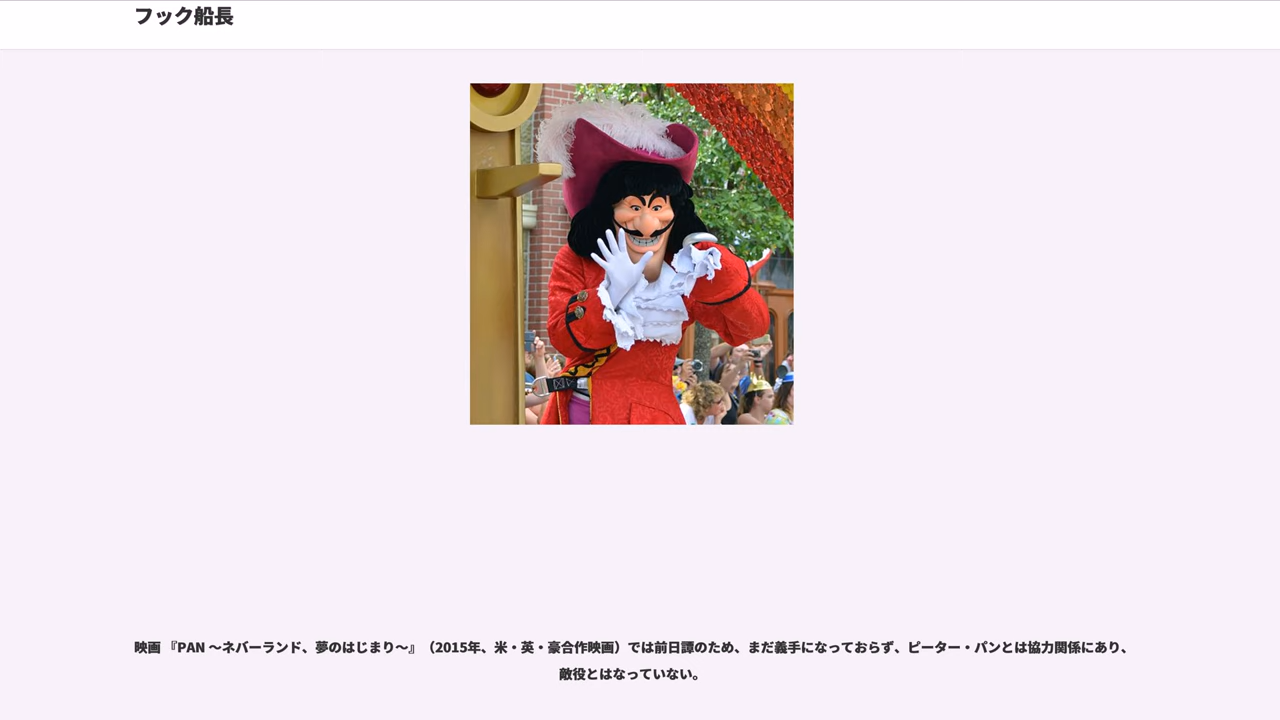 フック船長
映画 『PAN 〜ネバーランド、夢のはじまり〜』（2015年、米・英・豪合作映画）では前日譚のため、まだ義手になっておらず、ピーター・パンとは協力関係にあり、
敵役とはなっていない。